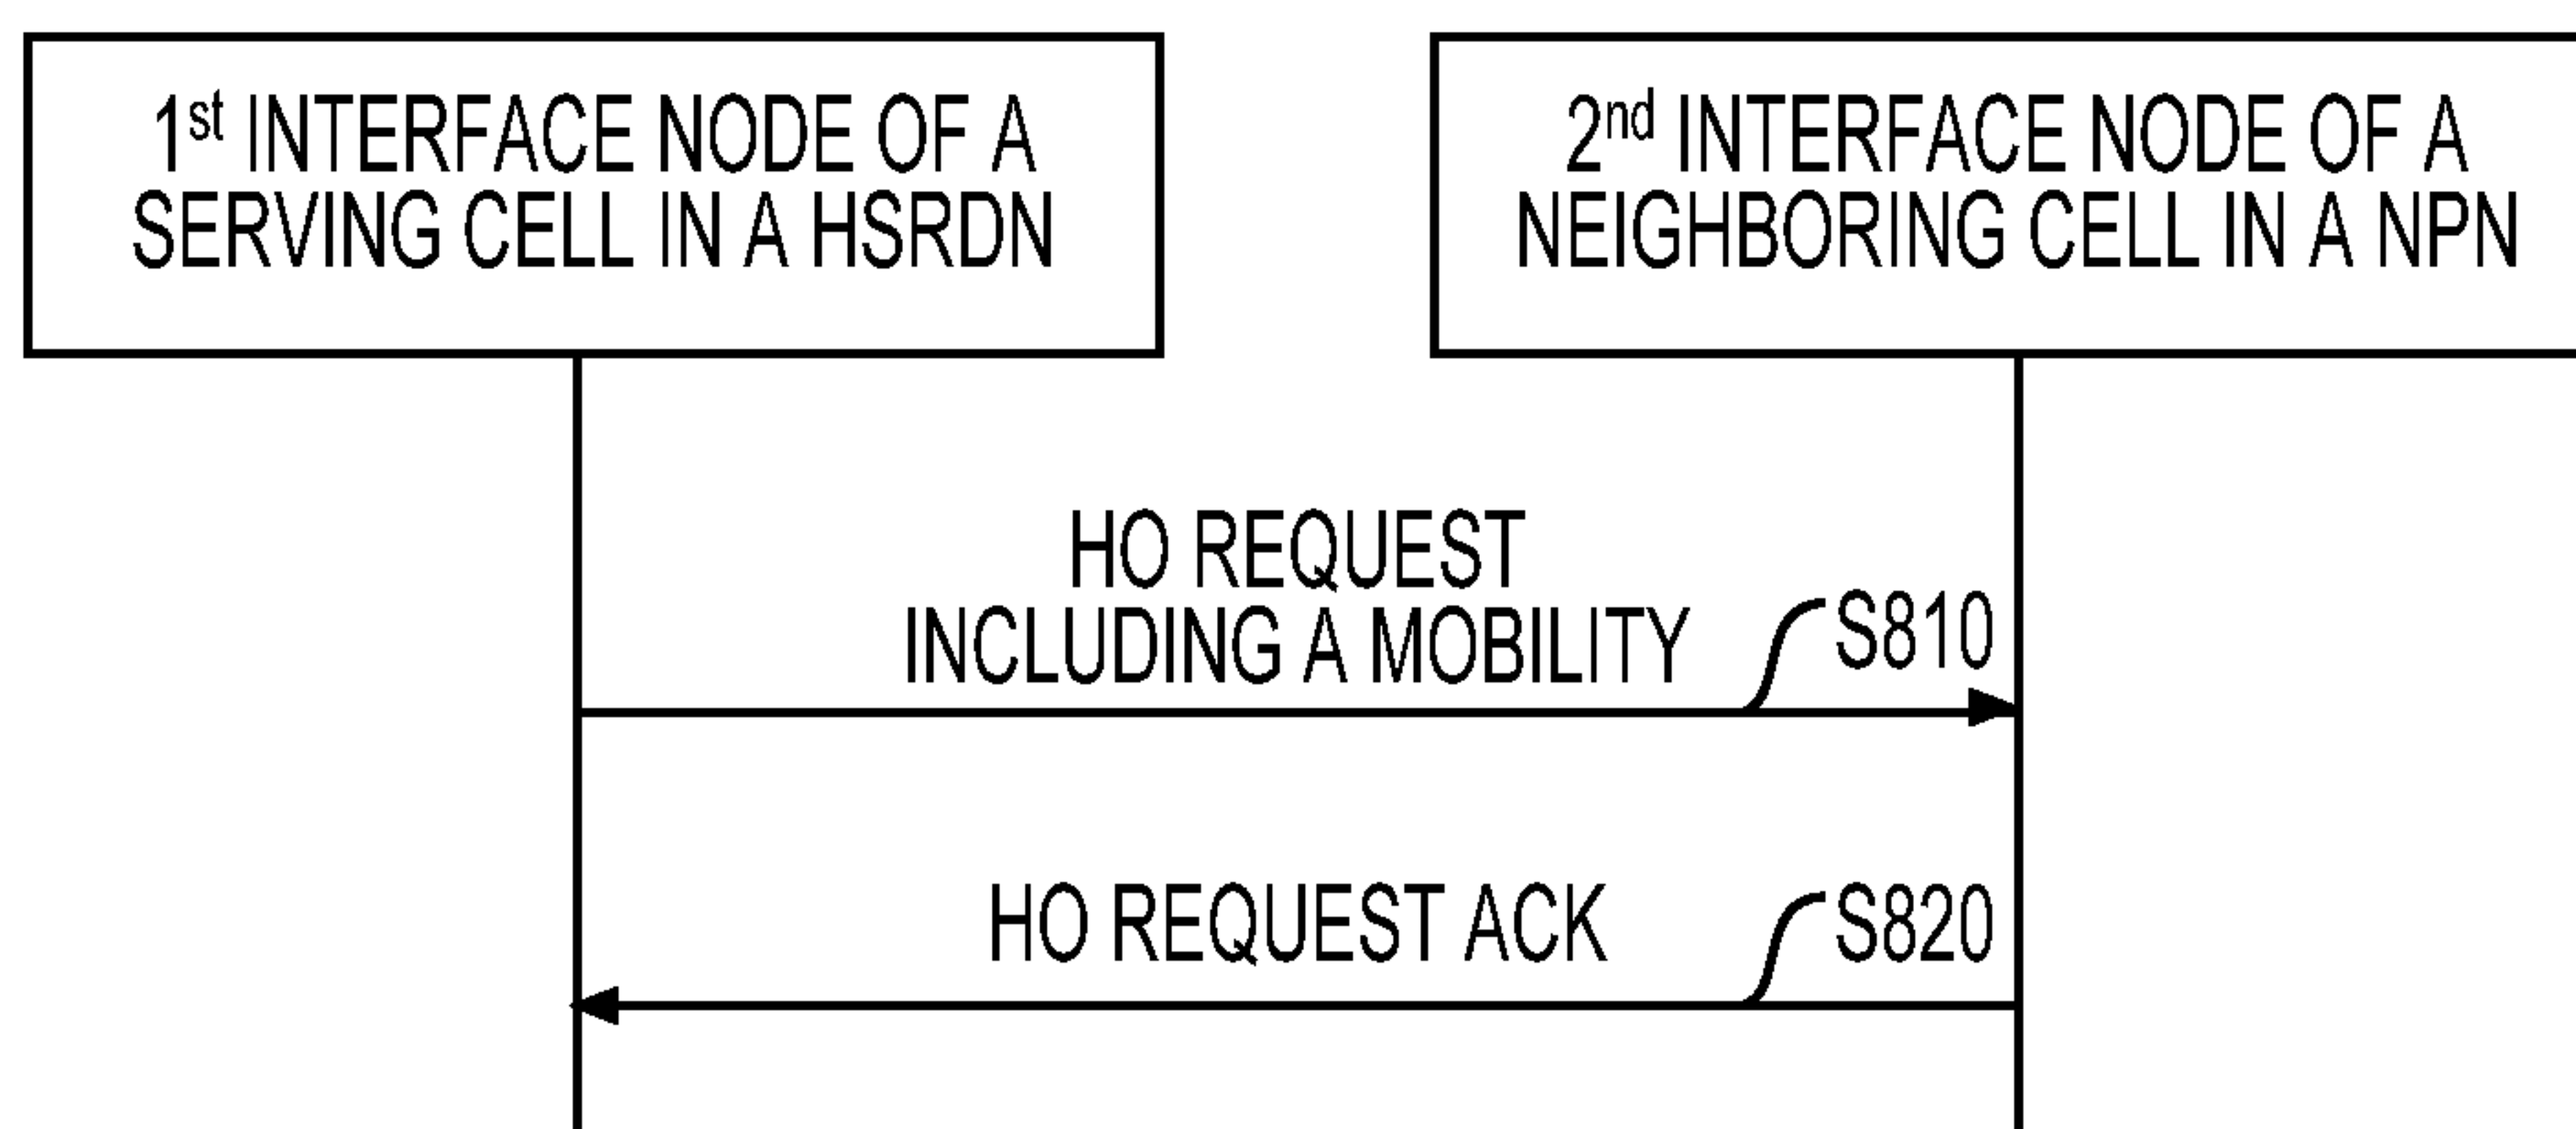 1st INTERFACE NODE OF A
SERVING CELL IN A HSRDN
2nd INTERFACE NODE OF A
NEIGHBORING CELL IN A NPN
HO REQUEST
INCLUDING A MOBILITY
S810
HO REQUEST ACK
S820